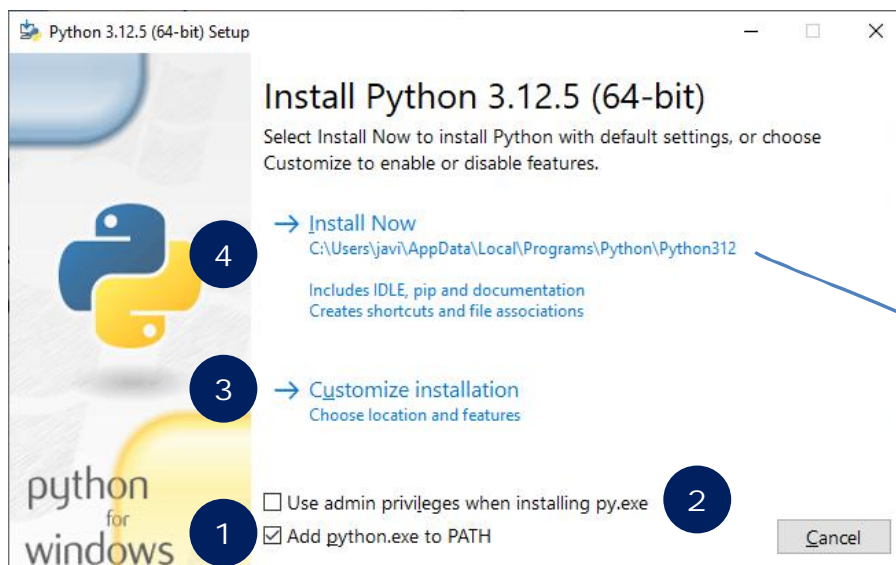 Python 3.12.5 (64-bit) Setup
Install Python 3.12.5 (64-bit)
Select Install Now to install Python with default settings, or choose
Customize to enable or disable features.
4
→ Install Now
C:\Users\javi\AppData\Local\Programs\Python\Python312
Includes IDLE, pip and documentation
Creates shortcuts and file associations
3
→ Customize installation
Choose location and features
python
for
windows
Use admin privileges when installing py.exe
2
1
Add python.exe to PATH
Cancel